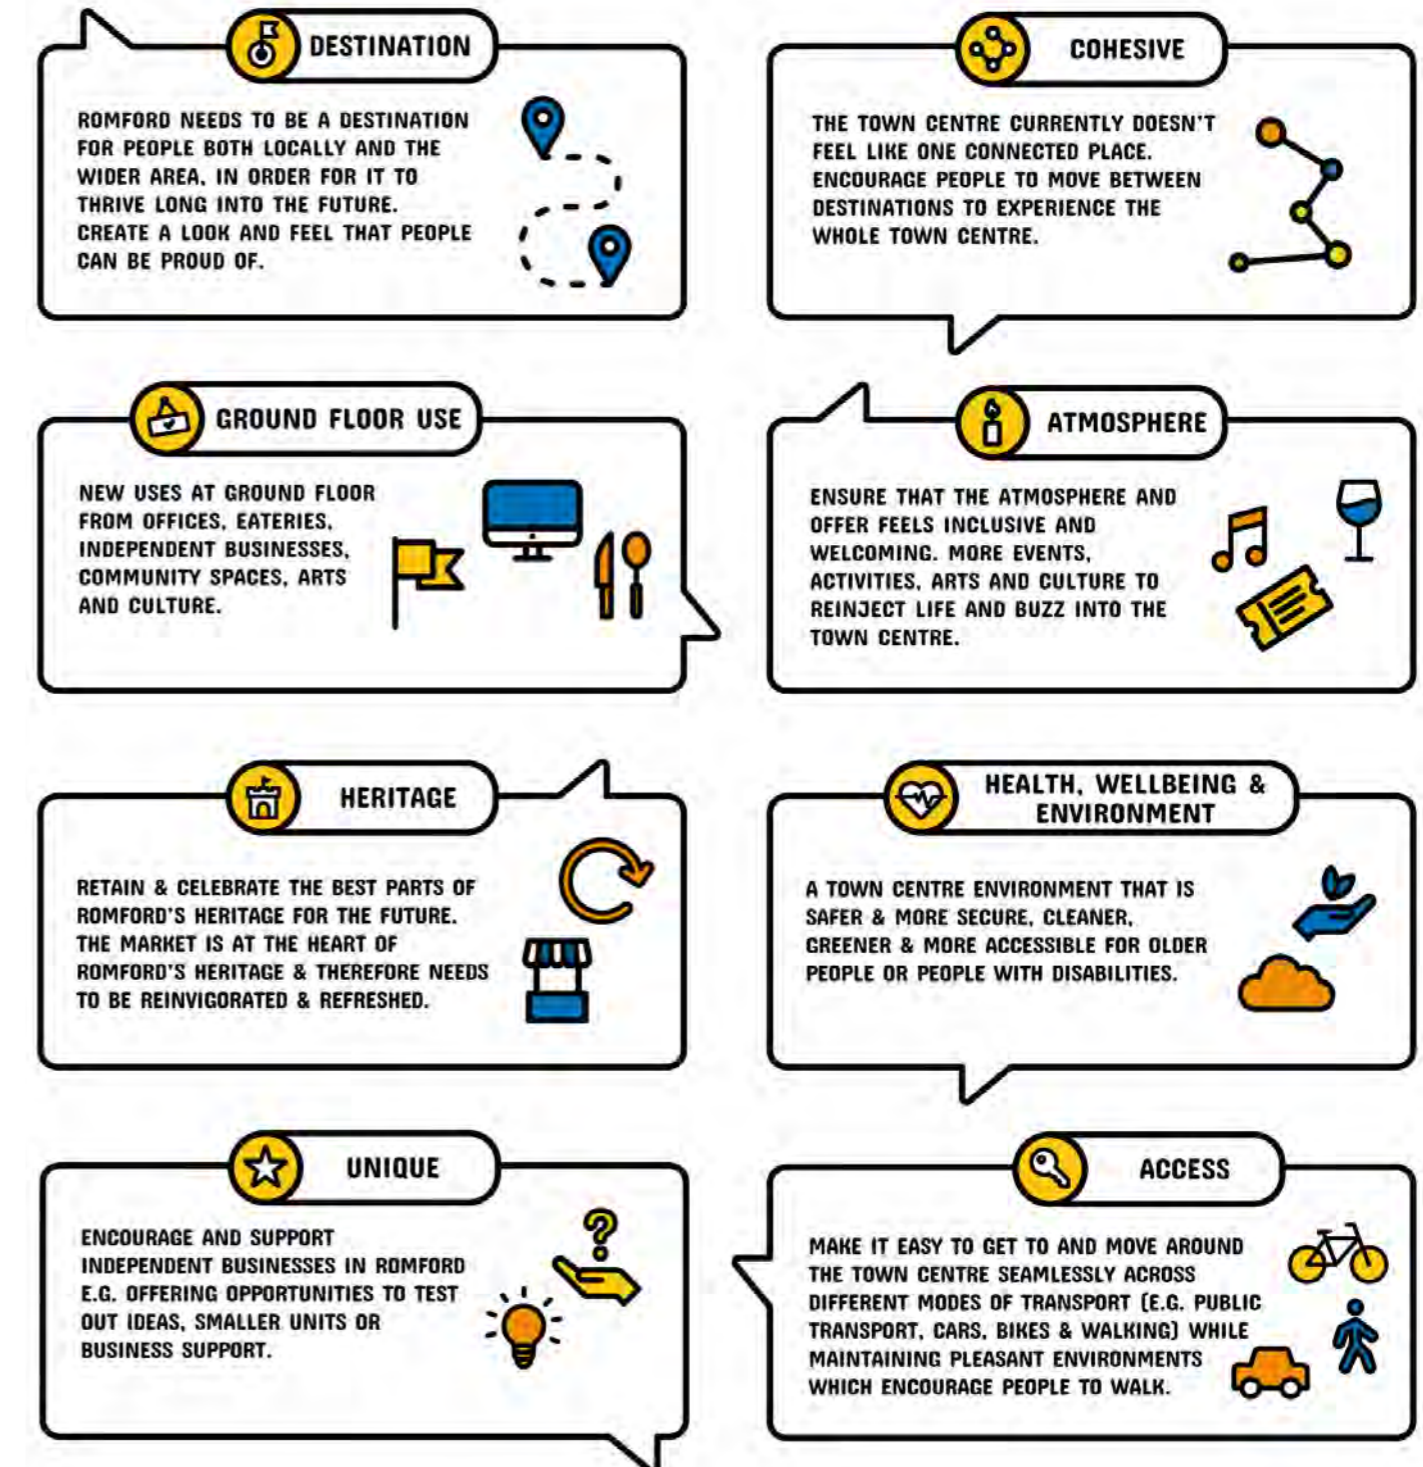 DESTINATION
ROMFORD NEEDS TO BE A DESTINATION
FOR PEOPLE BOTH LOCALLY AND THE
WIDER AREA, IN ORDER FOR IT TO
THRIVE LONG INTO THE FUTURE.
CREATE A LOOK AND FEEL THAT PEOPLE
CAN BE PROUD OF.
COHESIVE
THE TOWN CENTRE CURRENTLY DOESN'T
FEEL LIKE ONE CONNECTED PLACE.
ENCOURAGE PEOPLE TO MOVE BETWEEN
DESTINATIONS TO EXPERIENCE THE
WHOLE TOWN CENTRE.
GROUND FLOOR USE
NEW USES AT GROUND FLOOR
FROM OFFICES, EATERIES,
INDEPENDENT BUSINESSES,
COMMUNITY SPACES, ARTS
AND CULTURE.
ATMOSPHERE
ENSURE THAT THE ATMOSPHERE AND
OFFER FEELS INCLUSIVE AND
WELCOMING. MORE EVENTS,
ACTIVITIES, ARTS AND CULTURE TO
REINJECT LIFE AND BUZZ INTO THE
TOWN CENTRE.
HERITAGE
RETAIN & CELEBRATE THE BEST PARTS OF
ROMFORD'S HERITAGE FOR THE FUTURE.
THE MARKET IS AT THE HEART OF
ROMFORD'S HERITAGE & THEREFORE NEEDS
TO BE REINVIGORATED & REFRESHED.
HEALTH, WELLBEING &
ENVIRONMENT
A TOWN CENTRE ENVIRONMENT THAT IS
SAFER & MORE SECURE, CLEANER,
GREENER & MORE ACCESSIBLE FOR OLDER
PEOPLE OR PEOPLE WITH DISABILITIES.
UNIQUE
ENCOURAGE AND SUPPORT
INDEPENDENT BUSINESSES IN ROMFORD
E.G. OFFERING OPPORTUNITIES TO TEST
OUT IDEAS, SMALLER UNITS OR
BUSINESS SUPPORT.
?
ACCESS
MAKE IT EASY TO GET TO AND MOVE AROUND
THE TOWN CENTRE SEAMLESSLY ACROSS
DIFFERENT MODES OF TRANSPORT (E.G. PUBLIC
TRANSPORT, CARS, BIKES & WALKING) WHILE
MAINTAINING PLEASANT ENVIRONMENTS
WHICH ENCOURAGE PEOPLE TO WALK.